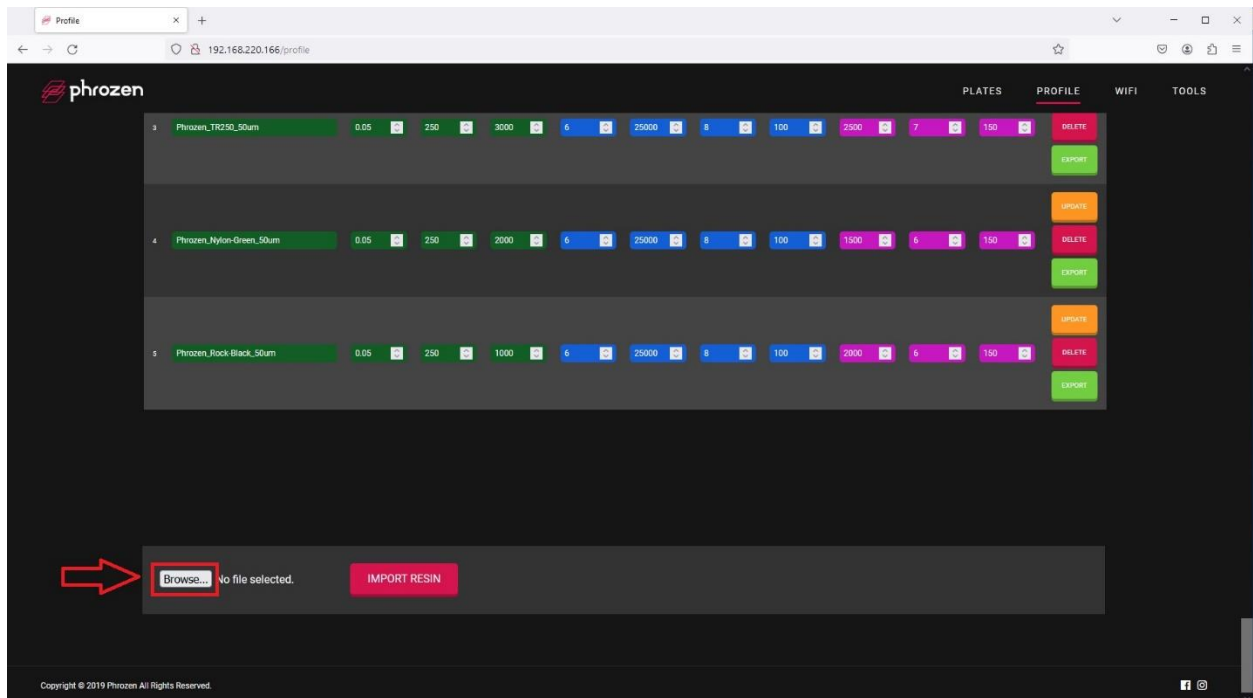 Profile
192.168.220.166/profile
phrozen
PLATES PROFILE WIFI TOOLS
3 Phrozen_TR250_50um 0.05 250 3000 6 25000 8 100 2500 7 150 DELETE
EXPORT
UPDATE
4 Phrozen_Nylon-Green_50um 0.05 250 2000 6 25000 8 100 1500 6 150 DELETE
EXPORT
UPDATE
5 Phrozen_Rock-Black_50um 0.05 250 1000 6 25000 8 100 2000 6 150 DELETE
EXPORT
Browse... No file selected. IMPORT RESIN
Copyright © 2019 Phrozen All Rights Reserved.